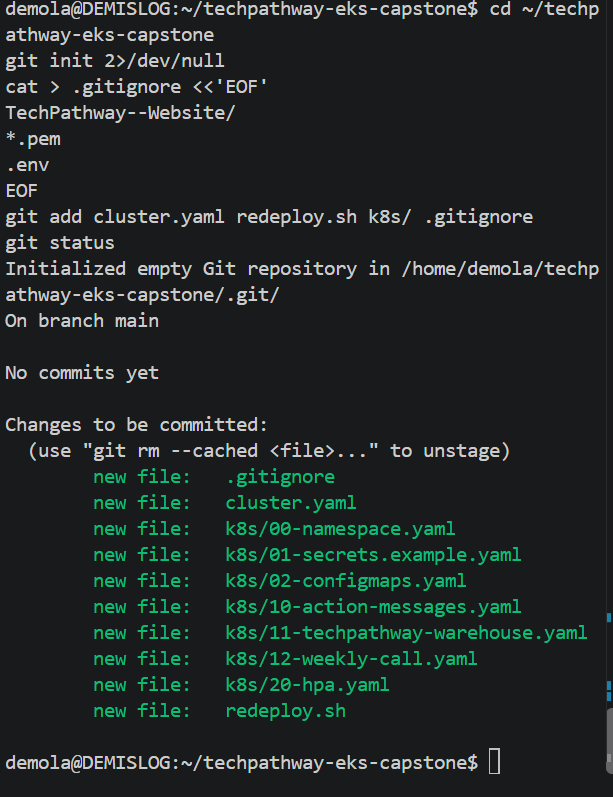 demola@DEMISLOG:~/techpathway-eks-capstone$ cd ~/techp
athway-eks-capstone
git init 2>/dev/null
cat > .gitignore <<'EOF'
TechPathway--Website/
*.pem
.env
EOF
git add cluster.yaml redeploy.sh k8s/ .gitignore
git status
Initialized empty Git repository in /home/demola/techp
athway-eks-capstone/.git/
On branch main

No commits yet

Changes to be committed:
  (use "git rm --cached <file>..." to unstage)
        new file:   .gitignore
        new file:   cluster.yaml
        new file:   k8s/00-namespace.yaml
        new file:   k8s/01-secrets.example.yaml
        new file:   k8s/02-configmaps.yaml
        new file:   k8s/10-action-messages.yaml
        new file:   k8s/11-techpathway-warehouse.yaml
        new file:   k8s/12-weekly-call.yaml
        new file:   k8s/20-hpa.yaml
        new file:   redeploy.sh

demola@DEMISLOG:~/techpathway-eks-capstone$